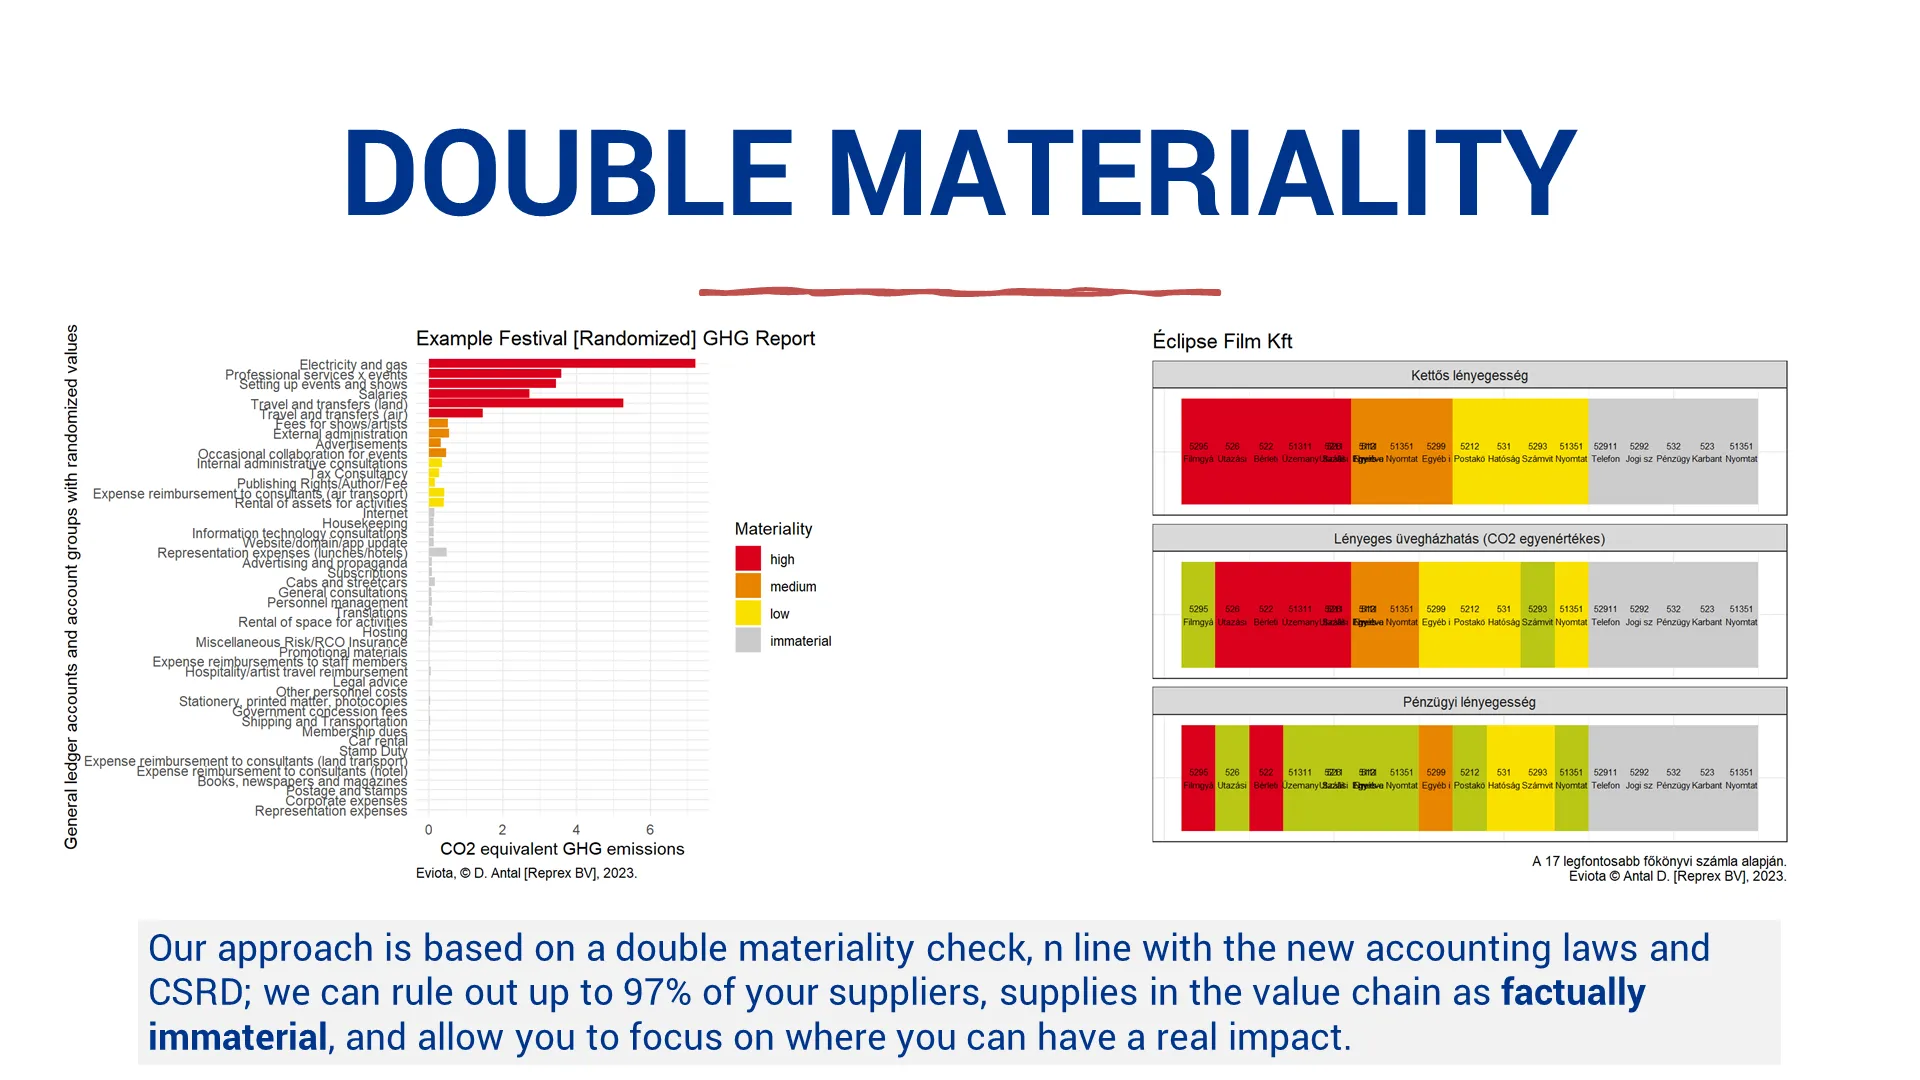 DOUBLE MATERIALITY
General ledger accounts and account groups with randomized values
Example Festival [Randomized] GHG Report
Electricity and gas
Professional services x events
Setting up events and shows
Salaries
Travel and transfers (land)
Travel and transfers (air)
Fees for shows/artists
External administration
Advertisements
Occasional collaboration for events
Internal administrative consultations
Tax Consultancy
Publishing Rights/Author/Fee
Expense reimbursement to consultants (air transoprt)
Rental of assets for activities
Internet
Housekeeping
Information technology consultations
Website/domain/app update
Representation expenses (lunches/hotels)
Advertising and propaganda
Subscriptions
Cabs and streetcars
General consultations
Personnel management
Translations
Rental of space for activities
Hosting
Miscellaneous Risk/RCO Insurance
Promotional materials
Expense reimbursements to staff members
Hospitality/artist travel reimbursement
Legal advice
Other personnel costs
Stationery, printed matter, photocopies
Government concession fees
Shipping and Transportation
Membership dues
Car rental
Stamp Duty
Expense reimbursement to consultants (land transport)
Expense reimbursement to consultants (hotel)
Books, newspapers and magazines
Postage and stamps
Corporate expenses
Representation expenses
0 2 4 6
CO2 equivalent GHG emissions
Eviota, © D. Antal [Reprex BV], 2023.
Materiality
high
medium
low
immaterial
Éclipse Film Kft
Kettős lényegesség
5295 526 522 51311 51351 5299 5212 531 5293 51351 52911 5292 532 523 51351
Filmgyá Utazási Bérleti Üzemany Nyomtat Egyéb i Postakö Hatóság Számvit Nyomtat Telefon Jogi sz Pénzügy Karbant Nyomtat
Lényeges üvegházhatás (CO2 egyenértékes)
5295 526 522 51311 51351 5299 5212 531 5293 51351 52911 5292 532 523 51351
Filmgyá Utazási Bérleti Üzemany Nyomtat Egyéb i Postakö Hatóság Számvit Nyomtat Telefon Jogi sz Pénzügy Karbant Nyomtat
Pénzügyi lényegesség
5295 526 522 51311 51351 5299 5212 531 5293 51351 52911 5292 532 523 51351
Filmgyá Utazási Bérleti Üzemany Nyomtat Egyéb i Postakö Hatóság Számvit Nyomtat Telefon Jogi sz Pénzügy Karbant Nyomtat
A 17 legfontosabb főkönyvi számla alapján.
Eviota © Antal D. [Reprex BV], 2023.
Our approach is based on a double materiality check, n line with the new accounting laws and
CSRD; we can rule out up to 97% of your suppliers, supplies in the value chain as factually
immaterial, and allow you to focus on where you can have a real impact.